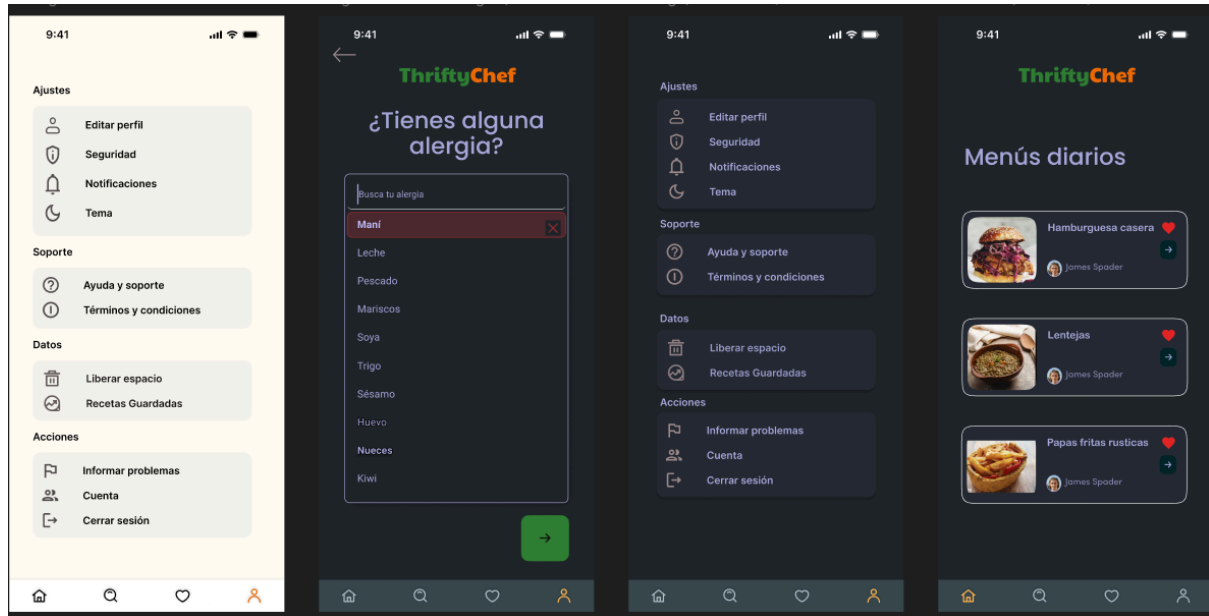 9:41
Ajustes
Editar perfil
Seguridad
Notificaciones
Tema
Soporte
Ayuda y soporte
Términos y condiciones
Datos
Liberar espacio
Recetas Guardadas
Acciones
Informar problemas
Cuenta
Cerrar sesión
9:41
ThriftyChef
¿Tienes alguna
alergia?
Busca tu alergia
Maní
Leche
Pescado
Mariscos
Soya
Trigo
Sésamo
Huevo
Nueces
Kiwi
9:41
Ajustes
Editar perfil
Seguridad
Notificaciones
Tema
Soporte
Ayuda y soporte
Términos y condiciones
Datos
Liberar espacio
Recetas Guardadas
Acciones
Informar problemas
Cuenta
Cerrar sesión
9:41
ThriftyChef
Menús diarios
Hamburguesa casera
James Spader
Lentejas
James Spader
Papas fritas rusticas
James Spader